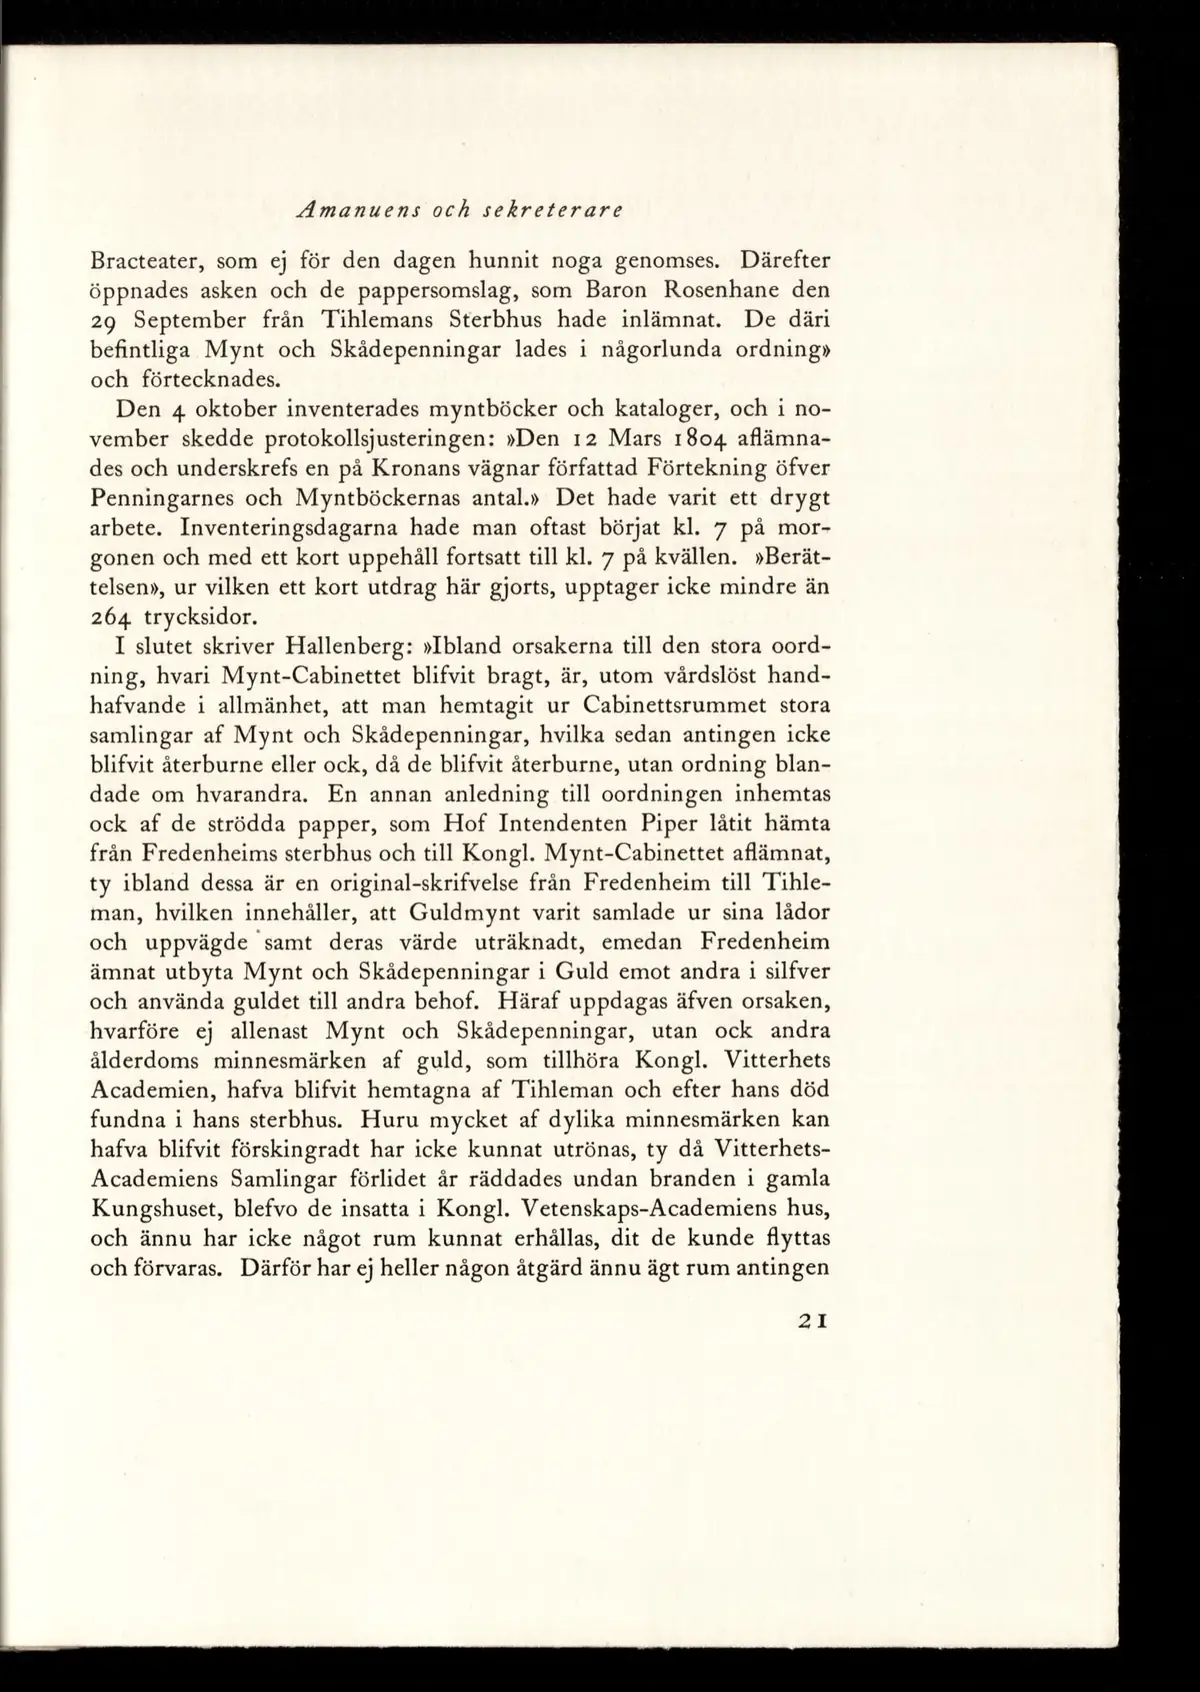 Amanuens och sekreterare
Bracteater, som ej för den dagen hunnit noga genomses. Därefter
öppnades asken och de pappersomslag, som Baron Rosenhane den
29 September från Tihlemans Sterbhus hade inlämnat. De däri
befintliga Mynt och Skådepenningar lades i någorlunda ordning»
och förtecknades.
Den 4 oktober inventerades myntböcker och kataloger, och i no-
vember skedde protokollsjusteringen: »Den 12 Mars 1804 aflämna-
des och underskrefs en på Kronans vägnar författad Förtekning öfver
Penningarnes och Myntböckernas antal.» Det hade varit ett drygt
arbete. Inventeringsdagarna hade man oftast börjat kl. 7 på mor-
gonen och med ett kort uppehåll fortsatt till kl. 7 på kvällen. »Berät-
telsen», ur vilken ett kort utdrag här gjorts, upptager icke mindre än
264 trycksidor.
I slutet skriver Hallenberg: »Ibland orsakerna till den stora oord-
ning, hvari Mynt-Cabinettet blifvit bragt, är, utom vårdslöst hand-
hafvande i allmänhet, att man hemtagit ur Cabinettsrummet stora
samlingar af Mynt och Skådepenningar, hvilka sedan antingen icke
blifvit återburne eller ock, då de blifvit återburne, utan ordning blan-
dade om hvarandra. En annan anledning till oordningen inhemtas
ock af de strödda papper, som Hof Intendenten Piper låtit hämta
från Fredenheims sterbhus och till Kongl. Mynt-Cabinettet aflämnat,
ty ibland dessa är en original-skrifvelse från Fredenheim till Tihle-
man, hvilken innehåller, att Guldmynt varit samlade ur sina lådor
och uppvägde samt deras värde uträknadt, emedan Fredenheim
ämnat utbyta Mynt och Skådepenningar i Guld emot andra i silfver
och använda guldet till andra behof. Häraf uppdagas äfven orsaken,
hvarföre ej allenast Mynt och Skådepenningar, utan ock andra
ålderdoms minnesmärken af guld, som tillhöra Kongl. Vitterhets
Academien, hafva blifvit hemtagna af Tihleman och efter hans död
fundna i hans sterbhus. Huru mycket af dylika minnesmärken kan
hafva blifvit förskingradt har icke kunnat utrönas, ty då Vitterhets-
Academiens Samlingar förlidet år räddades undan branden i gamla
Kungshuset, blefvo de insatta i Kongl. Vetenskaps-Academiens hus,
och ännu har icke något rum kunnat erhållas, dit de kunde flyttas
och förvaras. Därför har ej heller någon åtgärd ännu ägt rum antingen
21